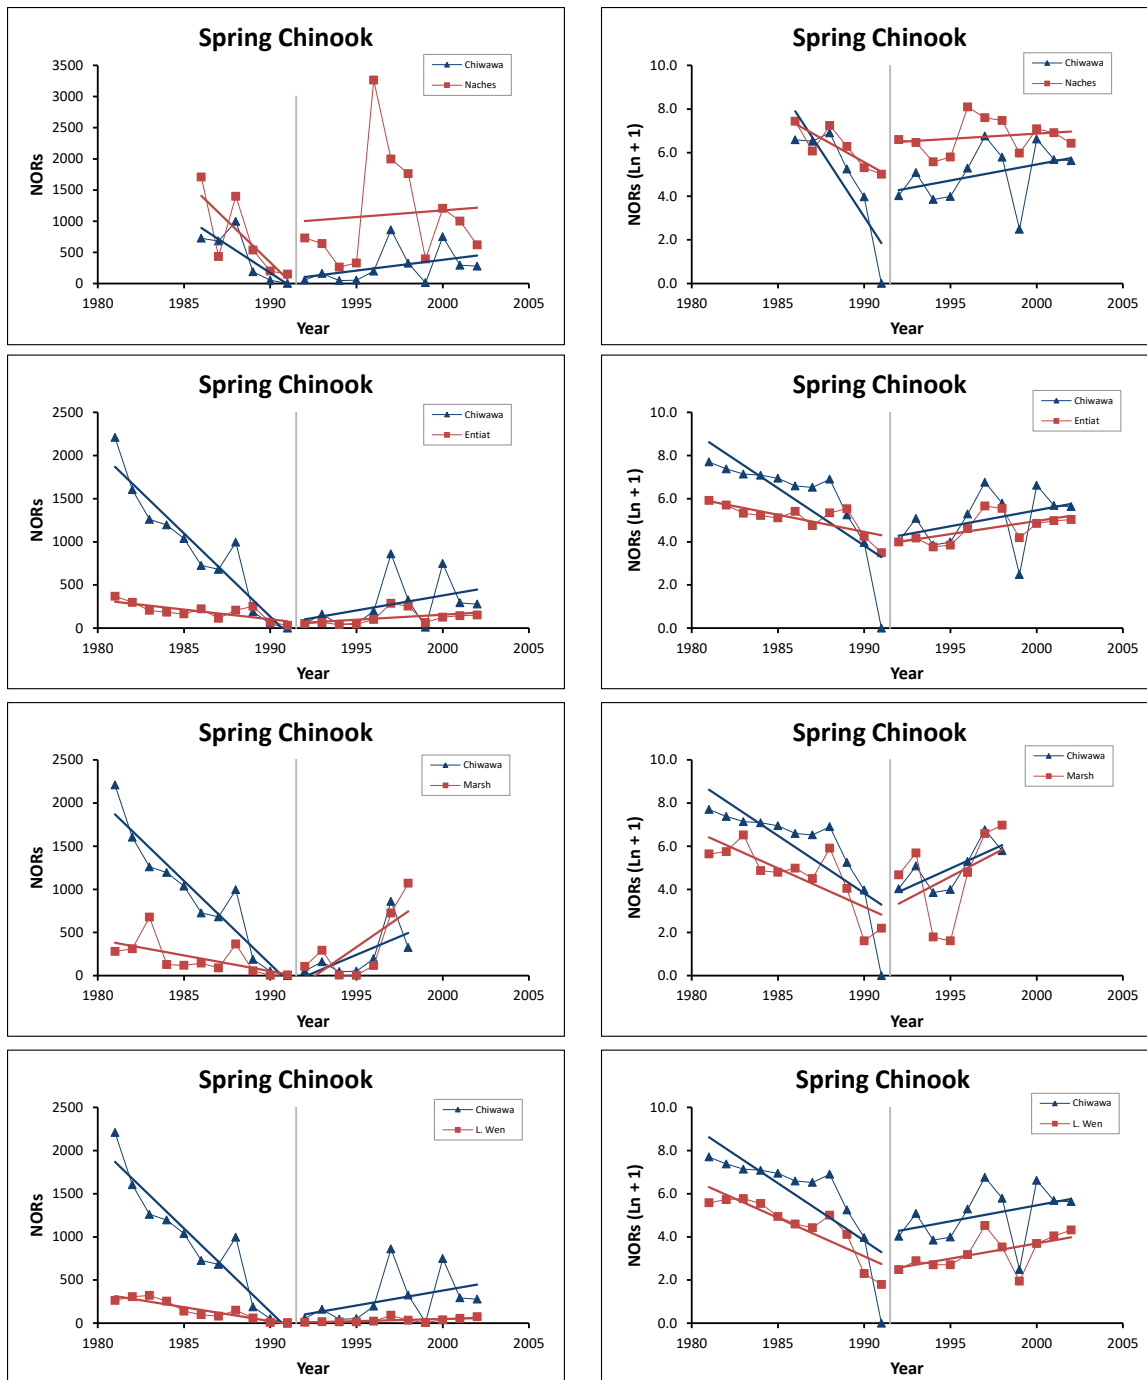 Spring Chinook
Chiwawa
Naches
NORs
3500
3000
2500
2000
1500
1000
500
0
1980 1985 1990 1995 2000 2005
Year
Spring Chinook
Chiwawa
Naches
NORs (Ln + 1)
10.0
8.0
6.0
4.0
2.0
0.0
1980 1985 1990 1995 2000 2005
Year
Spring Chinook
Chiwawa
Entiat
NORs
2500
2000
1500
1000
500
0
1980 1985 1990 1995 2000 2005
Year
Spring Chinook
Chiwawa
Entiat
NORs (Ln + 1)
10.0
8.0
6.0
4.0
2.0
0.0
1980 1985 1990 1995 2000 2005
Year
Spring Chinook
Chiwawa
Marsh
NORs
2500
2000
1500
1000
500
0
1980 1985 1990 1995 2000 2005
Year
Spring Chinook
Chiwawa
Marsh
NORs (Ln + 1)
10.0
8.0
6.0
4.0
2.0
0.0
1980 1985 1990 1995 2000 2005
Year
Spring Chinook
Chiwawa
L. Wen
NORs
2500
2000
1500
1000
500
0
1980 1985 1990 1995 2000 2005
Year
Spring Chinook
Chiwawa
L. Wen
NORs (Ln + 1)
10.0
8.0
6.0
4.0
2.0
0.0
1980 1985 1990 1995 2000 2005
Year